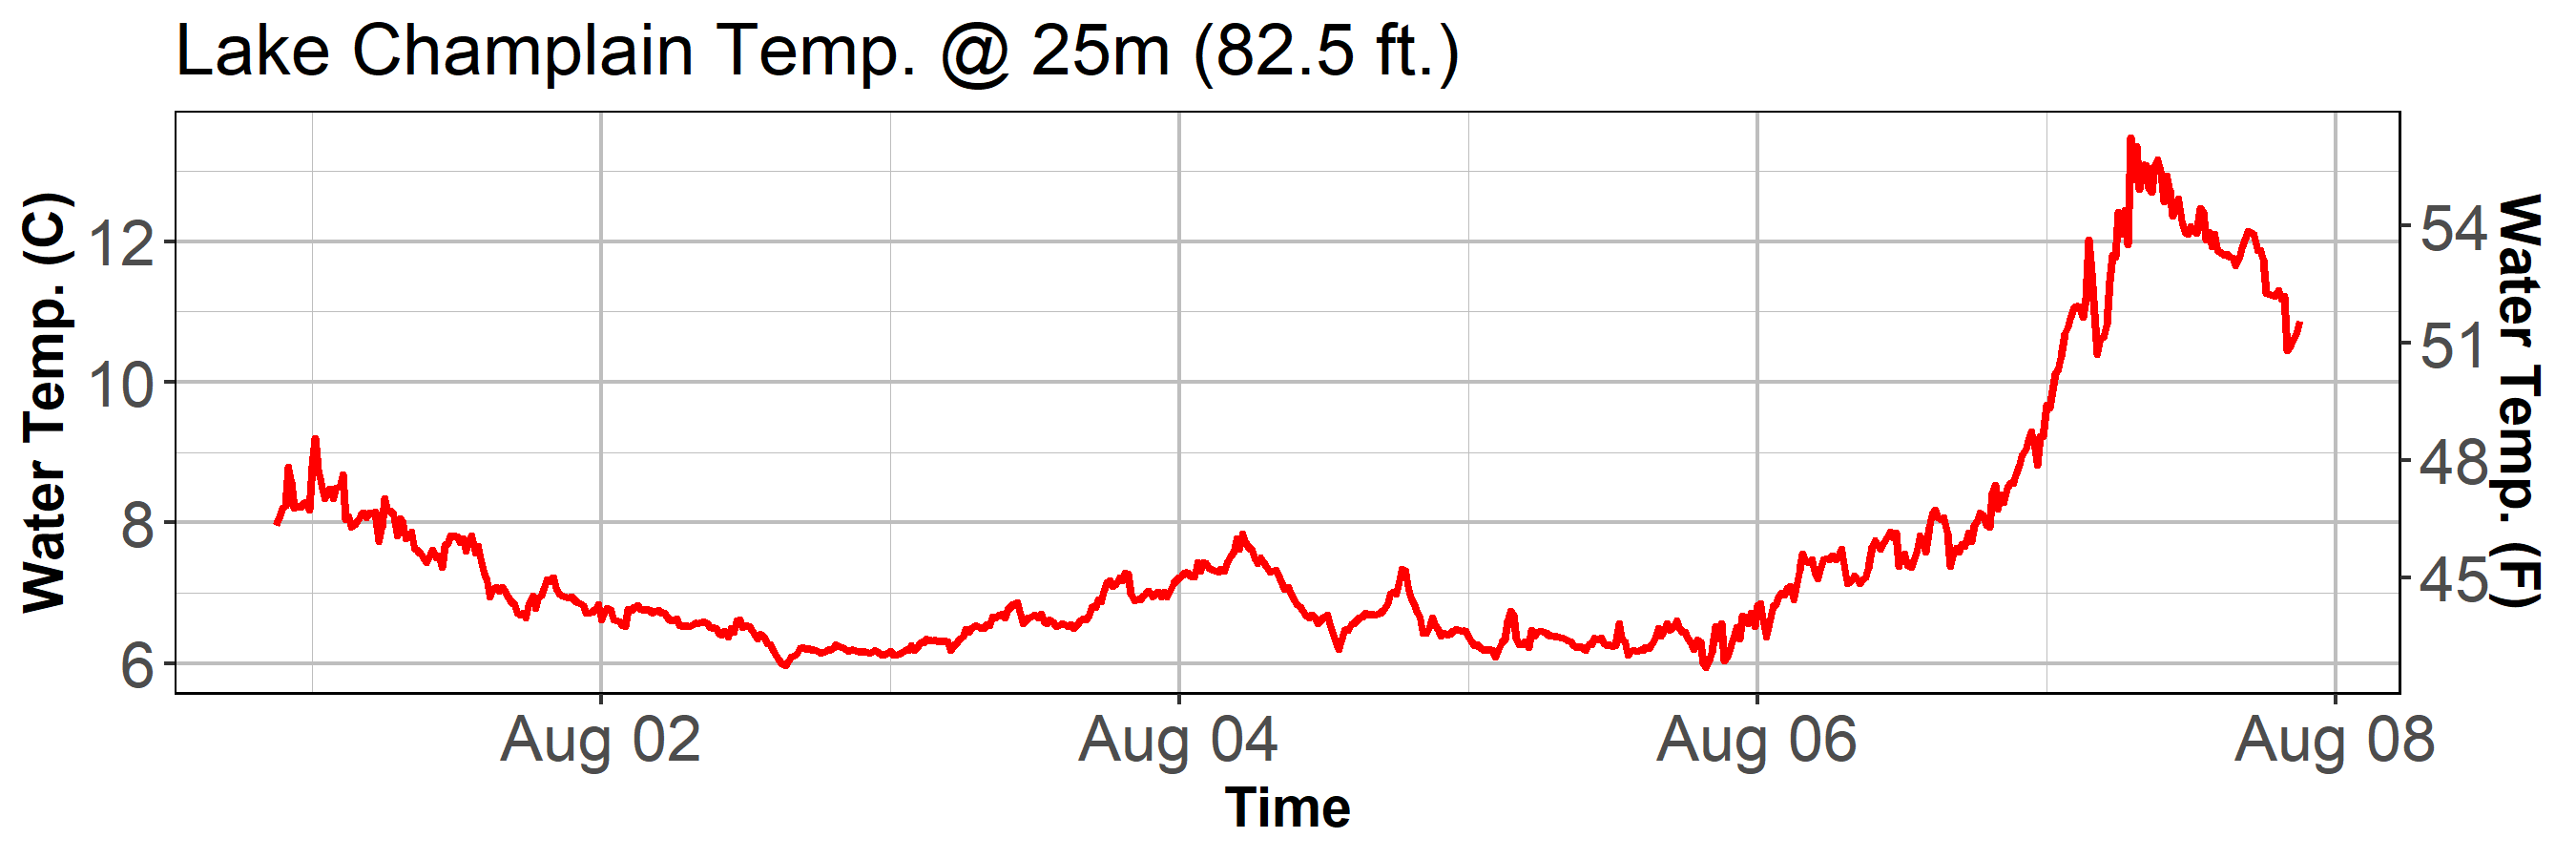 Lake Champlain Temp. @ 25m (82.5 ft.)
Water Temp. (C)
12
10
8
6
54
51
48
45
Water Temp. (F)
Aug 02 Aug 04 Aug 06 Aug 08
Time